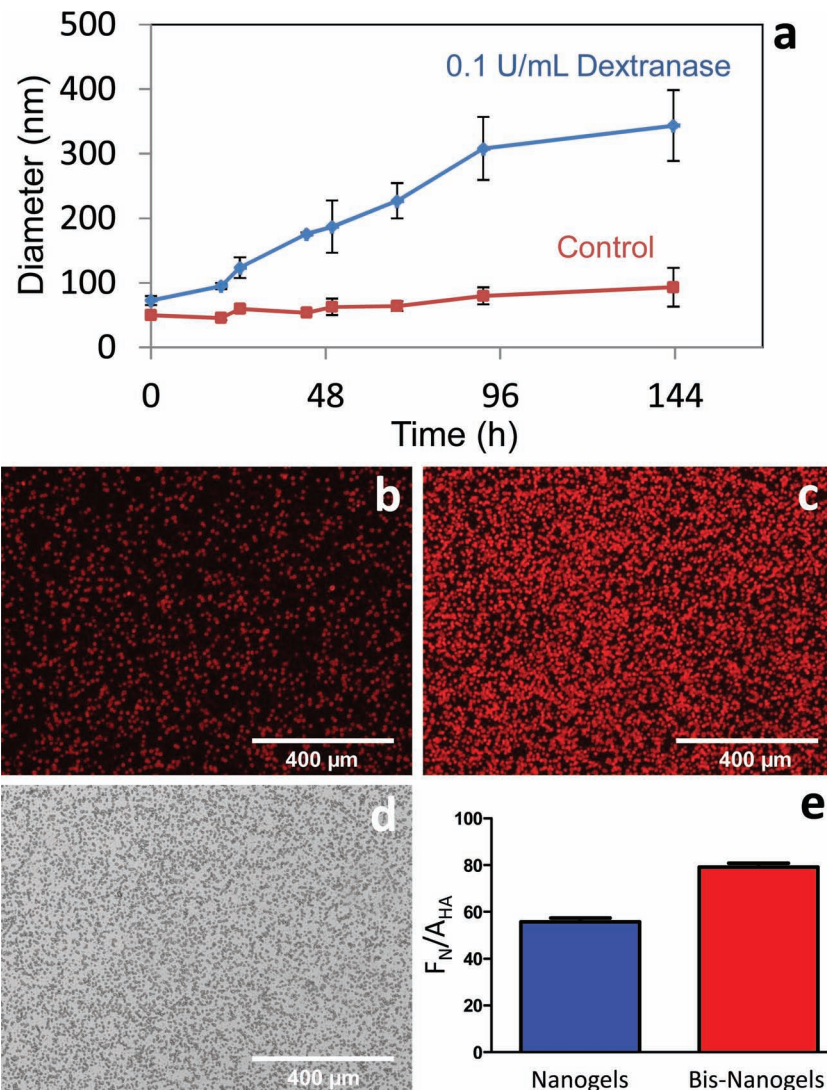 a
500
400
300
200
100
0
Diameter (nm)
0.1 U/mL Dextranase
Control
0 48 96 144
Time (h)
b
400 µm
c
400 µm
d
400 µm
e
100
80
60
40
20
0
F_N/A_HA
Nanogels Bis-Nanogels